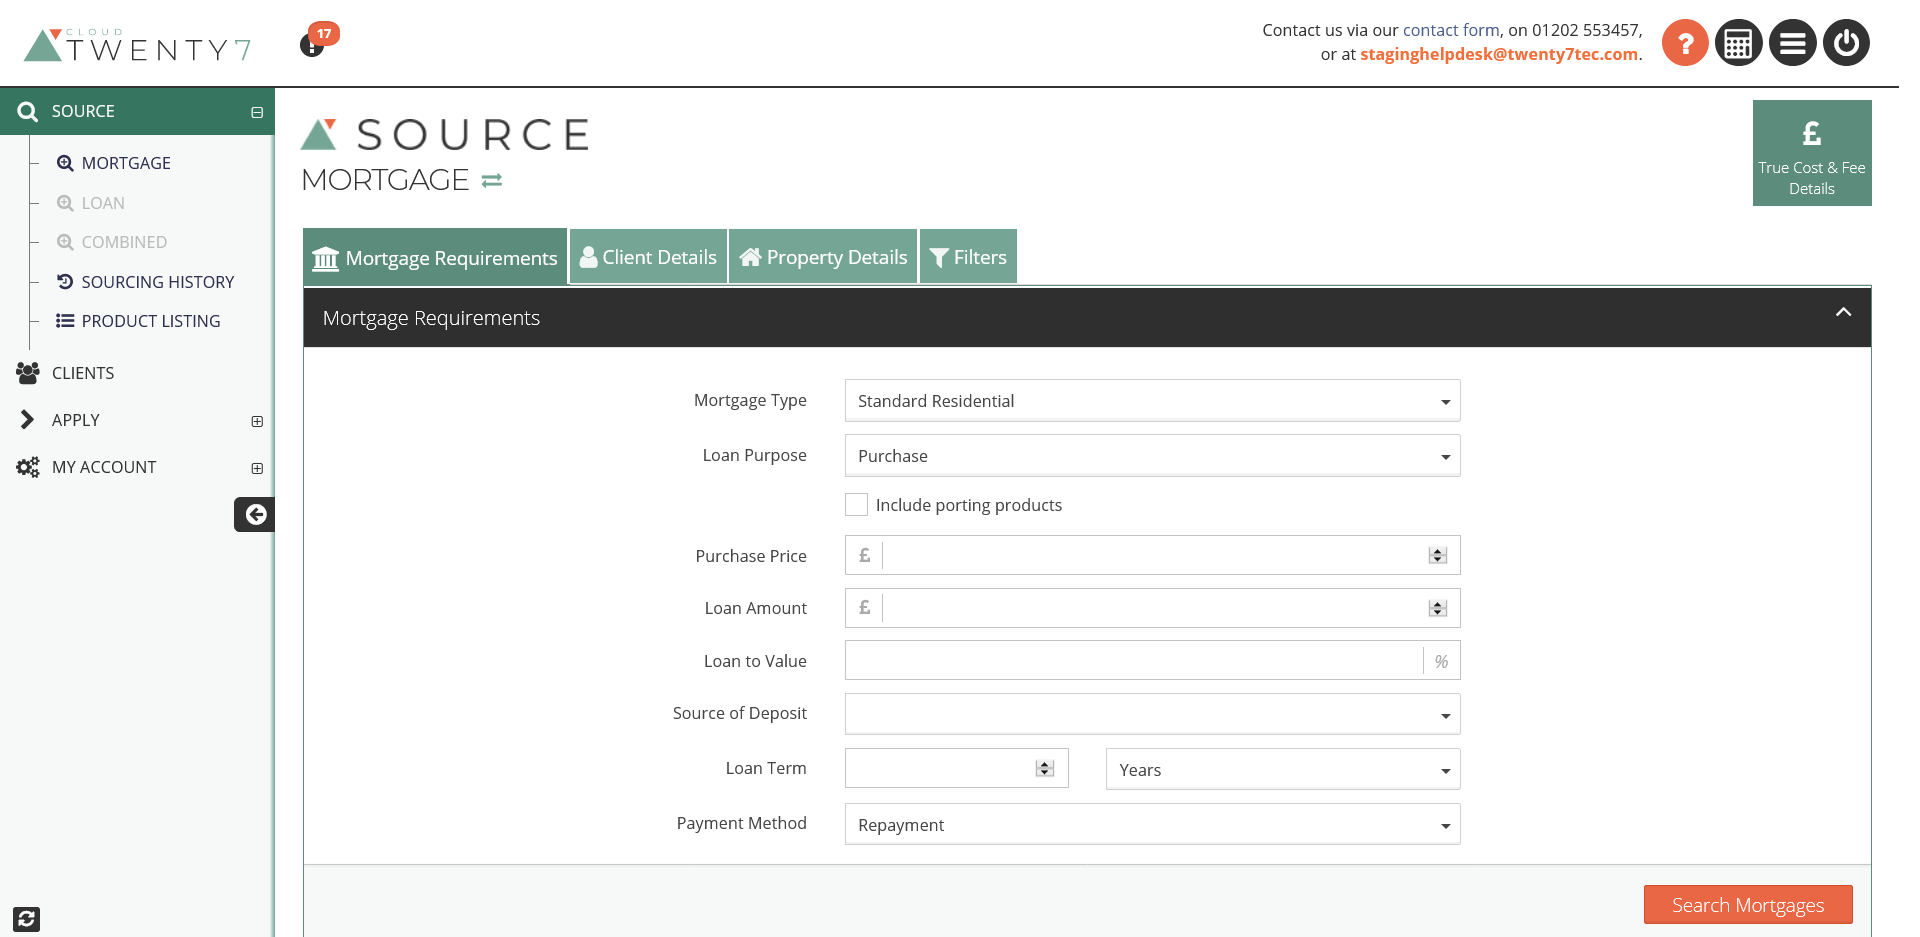 CLOUD
TWENTY7
17
Contact us via our contact form, on 01202 553457,
or at staginghelpdesk@twenty7tec.com.
?
SOURCE
MORTGAGE
LOAN
COMBINED
SOURCING HISTORY
PRODUCT LISTING
CLIENTS
APPLY
MY ACCOUNT
SOURCE
MORTGAGE
£
True Cost & Fee
Details
Mortgage Requirements
Client Details
Property Details
Filters
Mortgage Requirements
Mortgage Type
Standard Residential
Loan Purpose
Purchase
Include porting products
Purchase Price
£
Loan Amount
£
Loan to Value
%
Source of Deposit
Loan Term
Years
Payment Method
Repayment
Search Mortgages